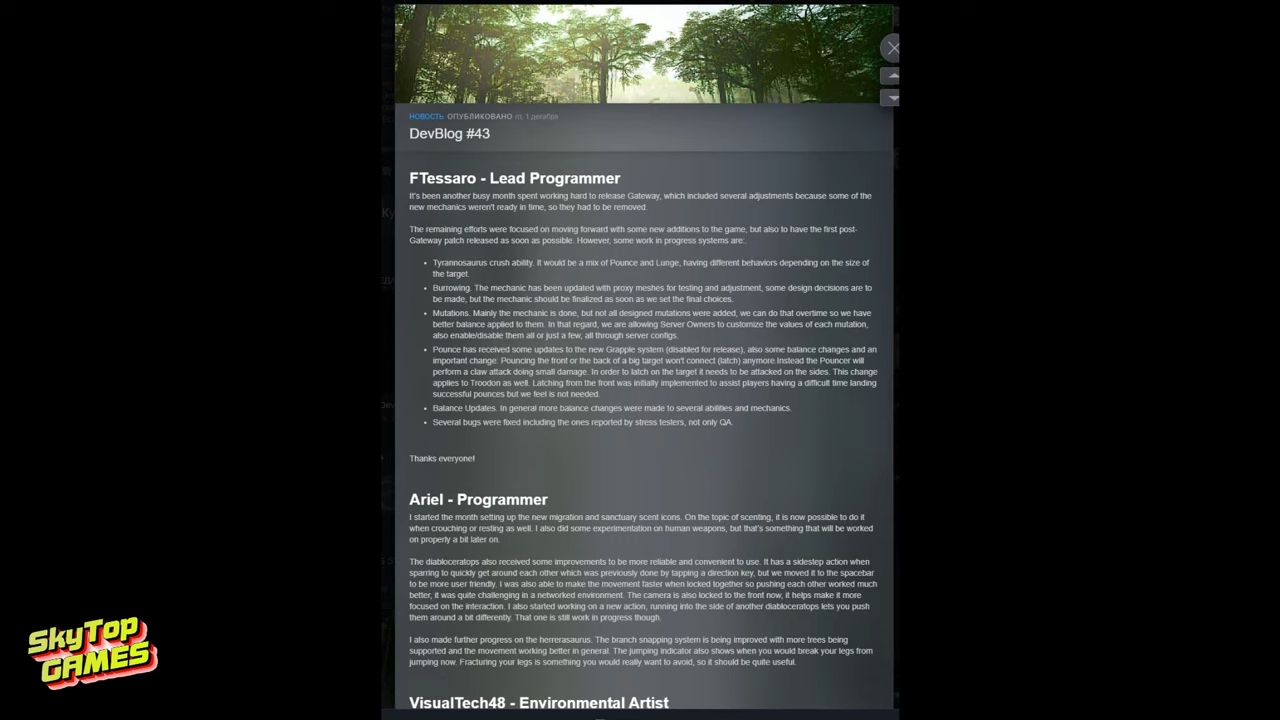 НОВОСТЬ ОПУБЛИКОВАНО пт, 1 декабря
DevBlog #43
FTessaro - Lead Programmer
It's been another busy month spent working hard to release Gateway, which included several adjustments because some of the
new mechanics weren't ready in time, so they had to be removed.
The remaining efforts were focused on moving forward with some new additions to the game, but also to have the first post-
Gateway patch released as soon as possible. However, some work in progress systems are:.
• Tyrannosaurus crush ability. It would be a mix of Pounce and Lunge, having different behaviors depending on the size of
the target.
• Burrowing. The mechanic has been updated with proxy meshes for testing and adjustment, some design decisions are to
be made, but the mechanic should be finalized as soon as we set the final choices.
• Mutations. Mainly the mechanic is done, but not all designed mutations were added, we can do that overtime so we have
better balance applied to them. In that regard, we are allowing Server Owners to customize the values of each mutation,
also enable/disable them all or just a few, all through server configs.
• Pounce has received some updates to the new Grapple system (disabled for release), also some balance changes and an
important change: Pouncing the front or the back of a big target won't connect (latch) anymore.Instead the Pouncer will
perform a claw attack doing small damage. In order to latch on the target it needs to be attacked on the sides. This change
applies to Troodon as well. Latching from the front was initially implemented to assist players having a difficult time landing
successful pounces but we feel is not needed.
• Balance Updates. In general more balance changes were made to several abilities and mechanics.
• Several bugs were fixed including the ones reported by stress testers, not only QA.
Thanks everyone!
Ariel - Programmer
I started the month setting up the new migration and sanctuary scent icons. On the topic of scenting, it is now possible to do it
when crouching or resting as well. I also did some experimentation on human weapons, but that's something that will be worked
on properly a bit later on.
The diabloceratops also received some improvements to be more reliable and convenient to use. It has a sidestep action when
sparring to quickly get around each other which was previously done by tapping a direction key, but we moved it to the spacebar
to be more user friendly. I was also able to make the movement faster when locked together so pushing each other worked much
better, it was quite challenging in a networked environment. The camera is also locked to the front now, it helps make it more
focused on the interaction. I also started working on a new action, running into the side of another diabloceratops lets you push
them around a bit differently. That one is still work in progress though.
I also made further progress on the herrerasaurus. The branch snapping system is being improved with more trees being
supported and the movement working better in general. The jumping indicator also shows when you would break your legs from
jumping now. Fracturing your legs is something you would really want to avoid, so it should be quite useful.
VisualTech48 - Environmental Artist
SkyTop
GAMES